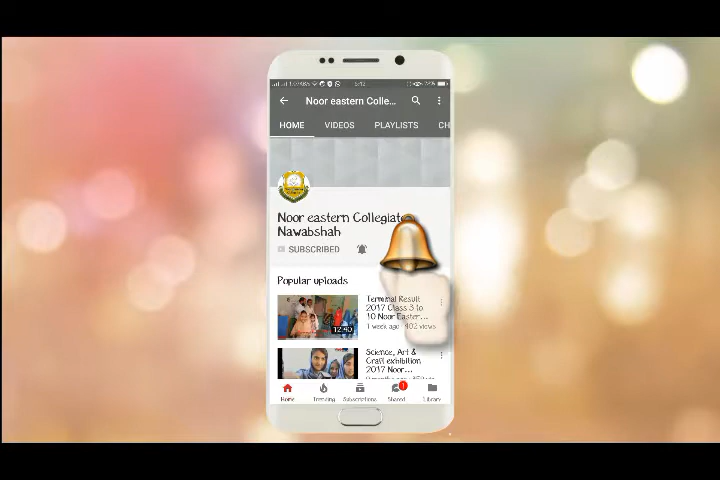 Noor eastern Colle...
HOME VIDEOS PLAYLISTS CH
Noor eastern Collegiate
Nawabshah
SUBSCRIBED
Popular uploads
Terminal Result
2017 Class 3 to
10 Noor Easter...
1 week ago · 402 views
12:40
Science, Art &
Craft exhibition
2017 Noor...
Home Trending Subscriptions Shared 1 Library